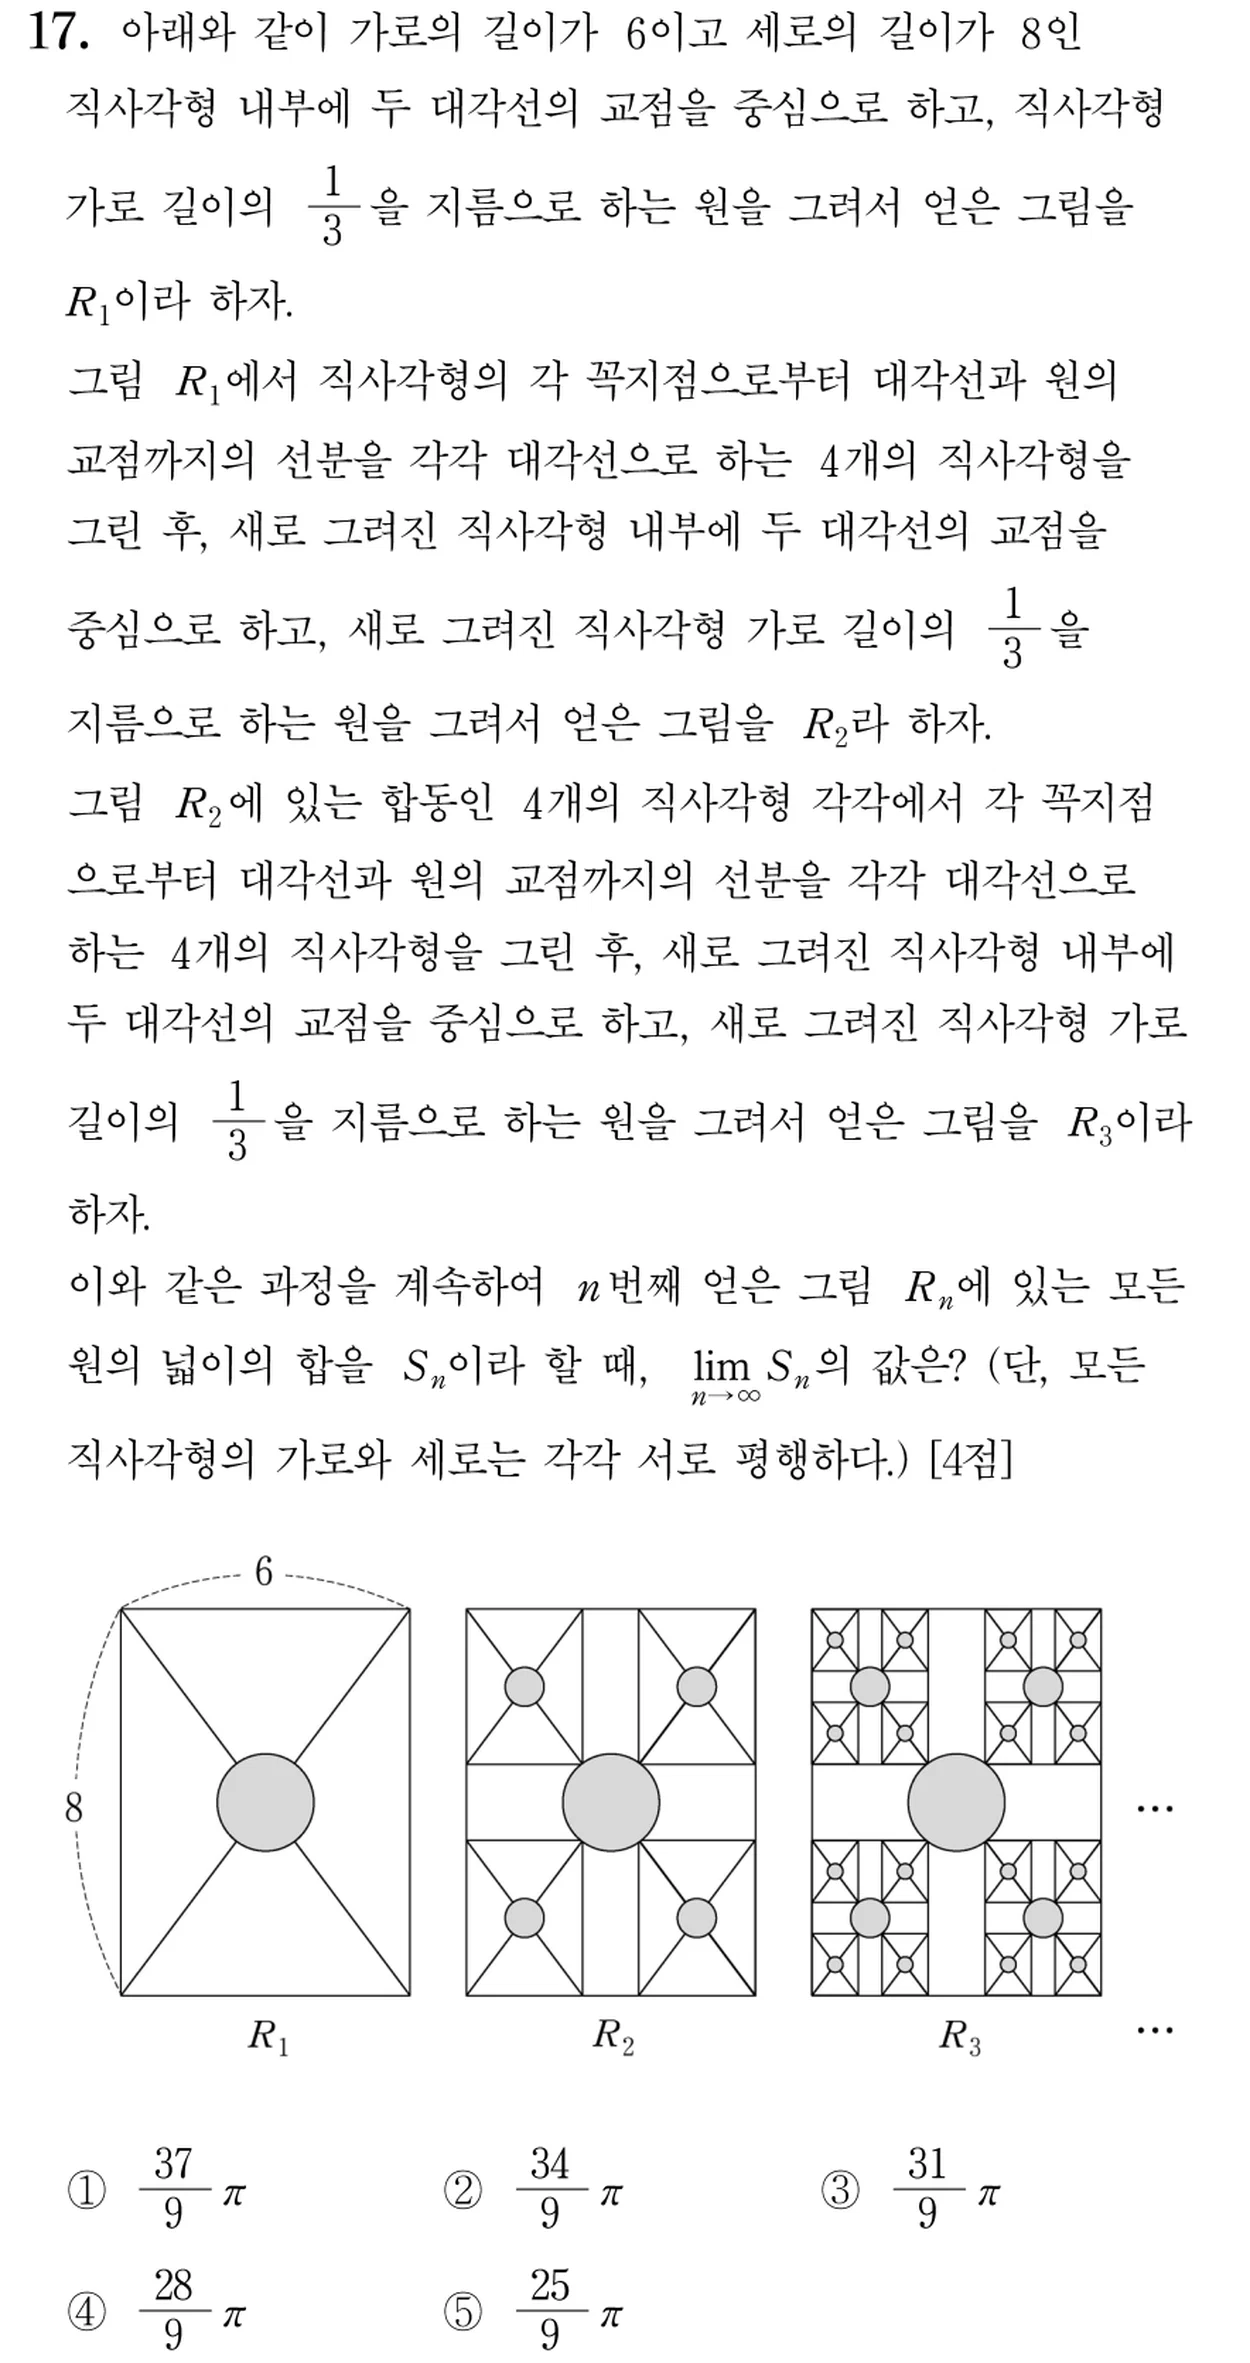 17. 아래와 같이 가로의 길이가 6이고 세로의 길이가 8인
직사각형 내부에 두 대각선의 교점을 중심으로 하고, 직사각형
가로 길이의 1/3을 지름으로 하는 원을 그려서 얻은 그림을
R₁이라 하자.
그림 R₁에서 직사각형의 각 꼭지점으로부터 대각선과 원의
교점까지의 선분을 각각 대각선으로 하는 4개의 직사각형을
그린 후, 새로 그려진 직사각형 내부에 두 대각선의 교점을
중심으로 하고, 새로 그려진 직사각형 가로 길이의 1/3을
지름으로 하는 원을 그려서 얻은 그림을 R₂라 하자.
그림 R₂에 있는 합동인 4개의 직사각형 각각에서 각 꼭지점
으로부터 대각선과 원의 교점까지의 선분을 각각 대각선으로
하는 4개의 직사각형을 그린 후, 새로 그려진 직사각형 내부에
두 대각선의 교점을 중심으로 하고, 새로 그려진 직사각형 가로
길이의 1/3을 지름으로 하는 원을 그려서 얻은 그림을 R₃이라
하자.
이와 같은 과정을 계속하여 n번째 얻은 그림 Rₙ에 있는 모든
원의 넓이의 합을 Sₙ이라 할 때, lim n→∞ Sₙ의 값은? (단, 모든
직사각형의 가로와 세로는 각각 서로 평행하다.) [4점]
6
8
…
R₁ R₂ R₃ …
① 37/9 π ② 34/9 π ③ 31/9 π
④ 28/9 π ⑤ 25/9 π